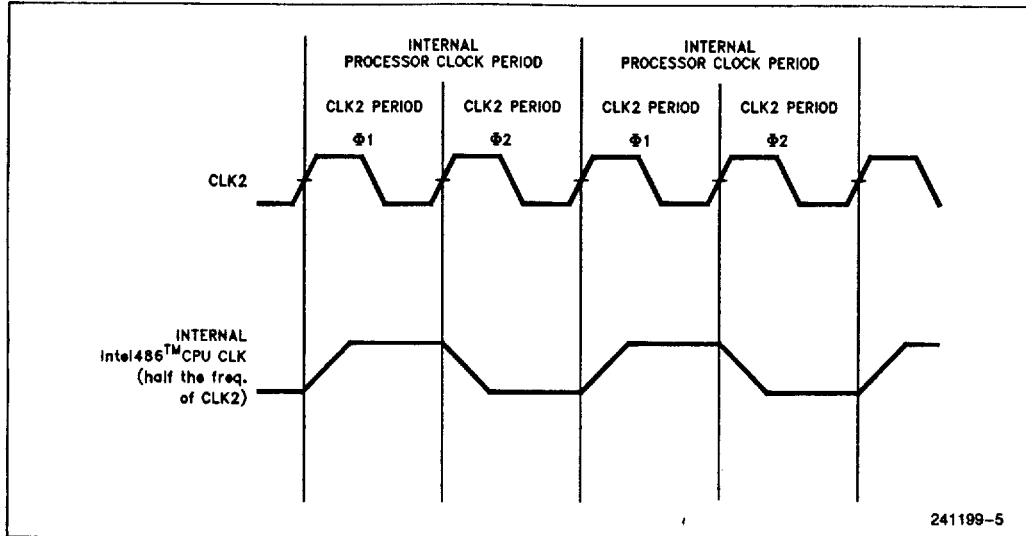 INTERNAL
PROCESSOR CLOCK PERIOD
INTERNAL
PROCESSOR CLOCK PERIOD
CLK2 PERIOD
CLK2 PERIOD
CLK2 PERIOD
CLK2 PERIOD
Φ1
Φ2
Φ1
Φ2
CLK2
INTERNAL
Intel486™CPU CLK
(half the freq.
of CLK2)
241199-5